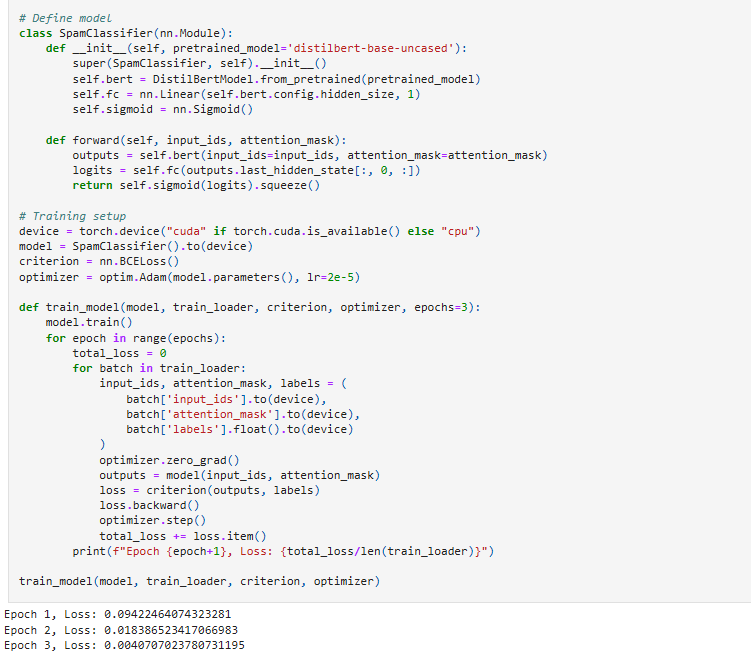 # Define model
class SpamClassifier(nn.Module):
    def __init__(self, pretrained_model='distilbert-base-uncased'):
        super(SpamClassifier, self).__init__()
        self.bert = DistilBertModel.from_pretrained(pretrained_model)
        self.fc = nn.Linear(self.bert.config.hidden_size, 1)
        self.sigmoid = nn.Sigmoid()

    def forward(self, input_ids, attention_mask):
        outputs = self.bert(input_ids=input_ids, attention_mask=attention_mask)
        logits = self.fc(outputs.last_hidden_state[:, 0, :])
        return self.sigmoid(logits).squeeze()

# Training setup
device = torch.device("cuda" if torch.cuda.is_available() else "cpu")
model = SpamClassifier().to(device)
criterion = nn.BCELoss()
optimizer = optim.Adam(model.parameters(), lr=2e-5)

def train_model(model, train_loader, criterion, optimizer, epochs=3):
    model.train()
    for epoch in range(epochs):
        total_loss = 0
        for batch in train_loader:
            input_ids, attention_mask, labels = (
                batch['input_ids'].to(device),
                batch['attention_mask'].to(device),
                batch['labels'].float().to(device)
            )
            optimizer.zero_grad()
            outputs = model(input_ids, attention_mask)
            loss = criterion(outputs, labels)
            loss.backward()
            optimizer.step()
            total_loss += loss.item()
        print(f"Epoch {epoch+1}, Loss: {total_loss/len(train_loader)}")

train_model(model, train_loader, criterion, optimizer)
Epoch 1, Loss: 0.09422464074323281
Epoch 2, Loss: 0.018386523417066983
Epoch 3, Loss: 0.0040707023780731195